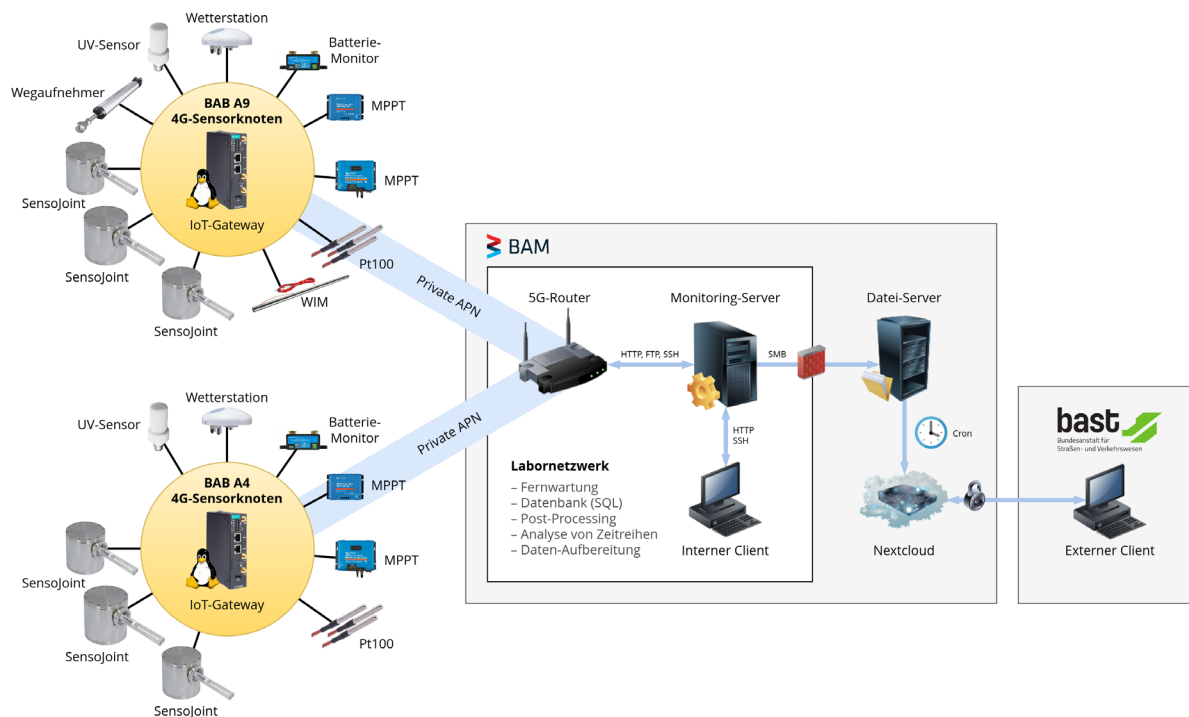 Wetterstation
UV-Sensor
Batterie-
Monitor
Wegaufnehmer
BAB A9
4G-Sensorknoten
MPPT
SensoJoint
MPPT
IoT-Gateway
SensoJoint
Pt100
WIM
SensoJoint
Private APN
BAM
5G-Router
Monitoring-Server
Datei-Server
HTTP, FTP, SSH
SMB
HTTP
SSH
Cron
Labornetzwerk
– Fernwartung
– Datenbank (SQL)
– Post-Processing
– Analyse von Zeitreihen
– Daten-Aufbereitung
Interner Client
Nextcloud
bast
Bundesanstalt für
Straßen- und Verkehrswesen
Externer Client
Wetterstation
UV-Sensor
Batterie-
Monitor
Private APN
BAB A4
4G-Sensorknoten
MPPT
SensoJoint
MPPT
IoT-Gateway
SensoJoint
Pt100
SensoJoint